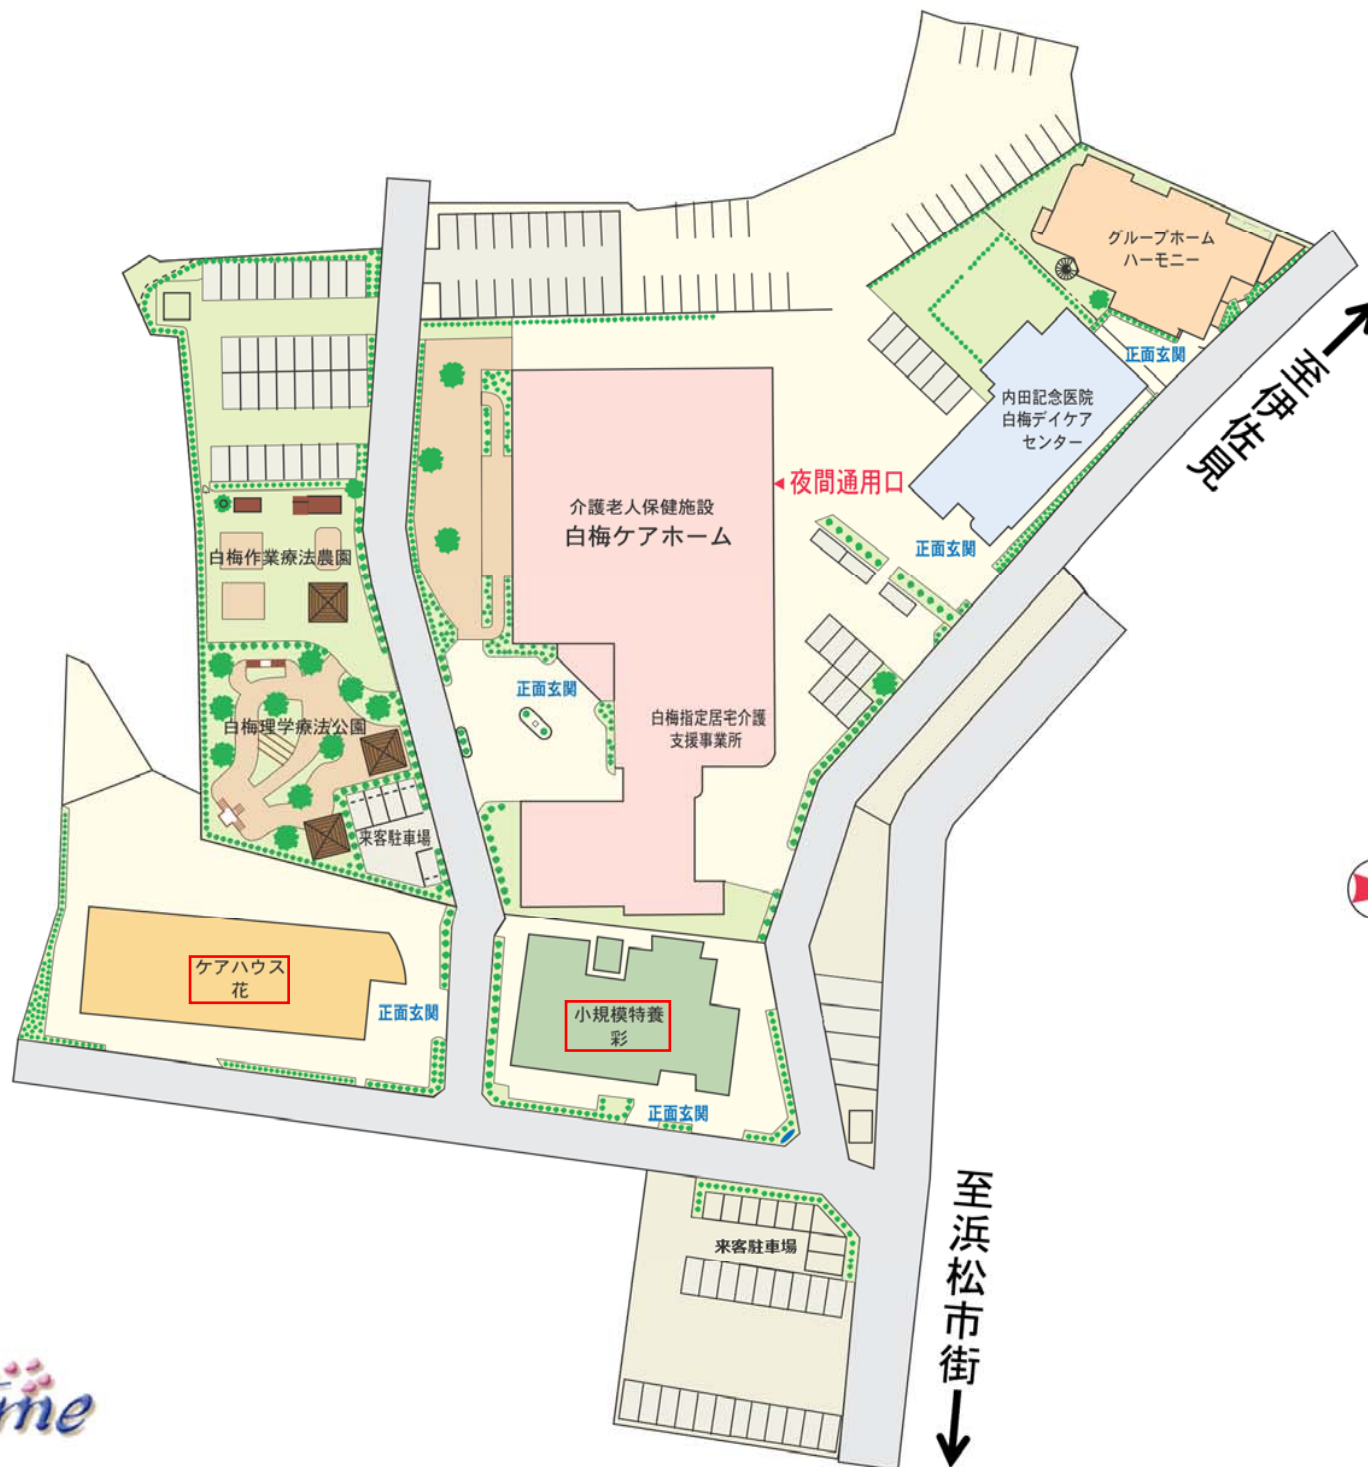 グループホーム
ハーモニー
正面玄関
至伊佐見
内田記念医院
白梅デイケア
センター
夜間通用口
介護老人保健施設
白梅ケアホーム
正面玄関
白梅作業療法農園
正面玄関
白梅指定居宅介護
支援事業所
白梅理学療法公園
来客駐車場
ケアハウス
花
正面玄関
小規模特養
彩
正面玄関
至浜松市街
来客駐車場
me